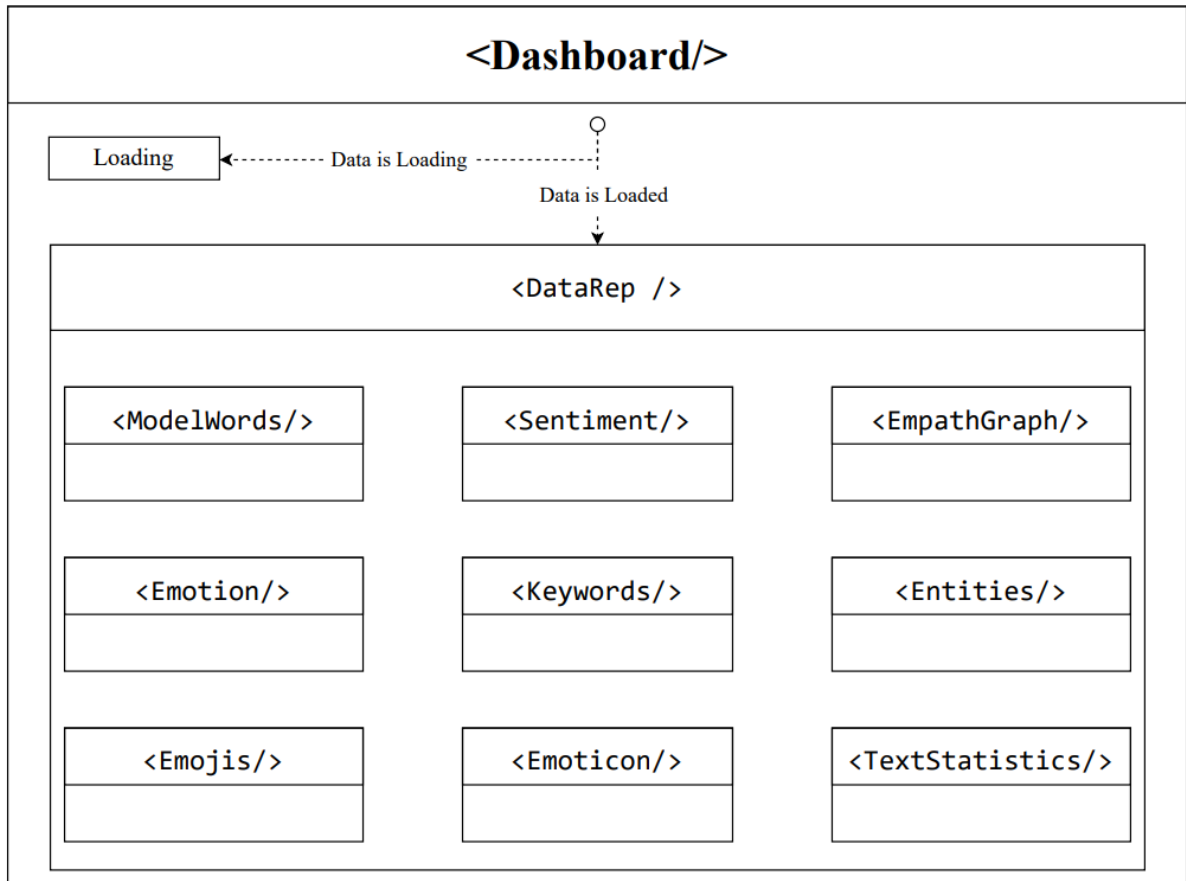 <Dashboard/>
Loading
Data is Loading
Data is Loaded
<DataRep />
<ModelWords/>
<Sentiment/>
<EmpathGraph/>
<Emotion/>
<Keywords/>
<Entities/>
<Emojis/>
<Emoticon/>
<TextStatistics/>